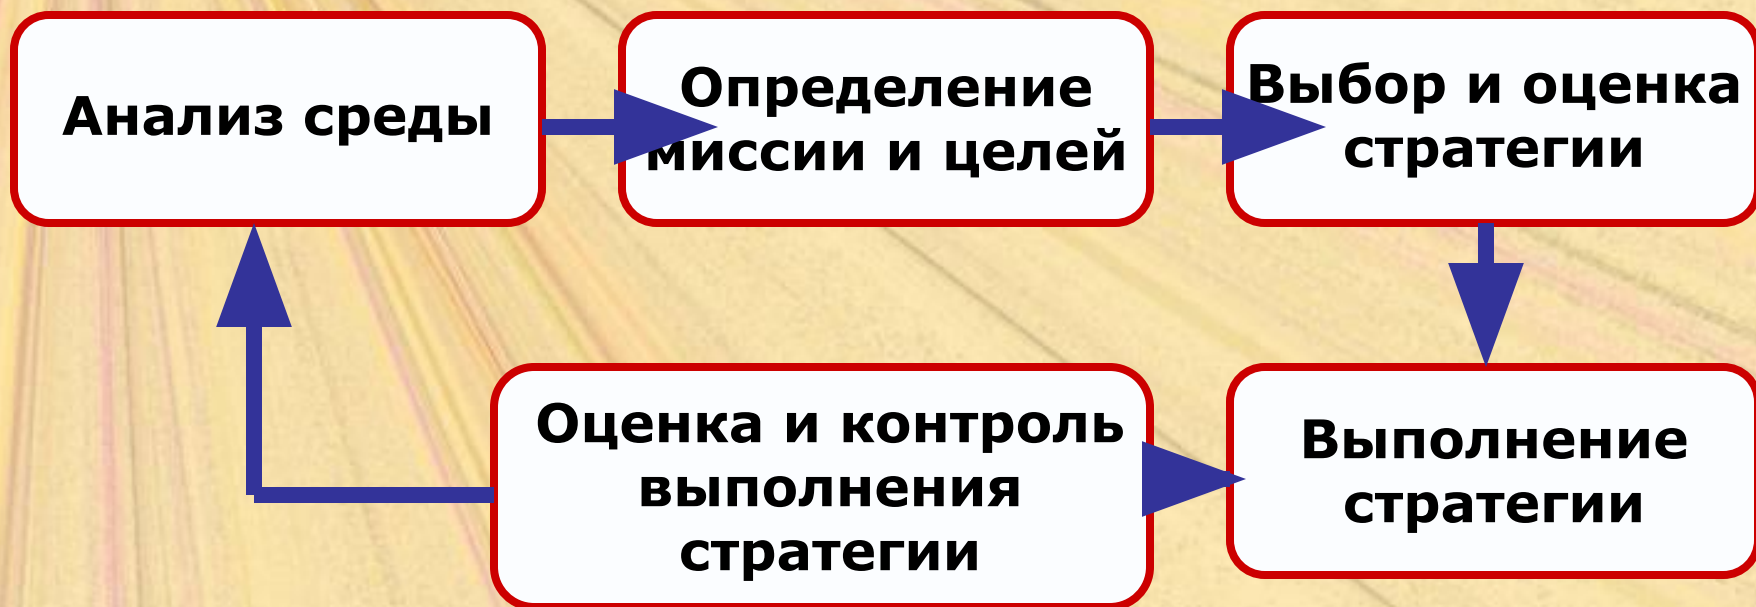 Анализ среды
Определение
миссии и целей
Выбор и оценка
стратегии
Оценка и контроль
выполнения
стратегии
Выполнение
стратегии